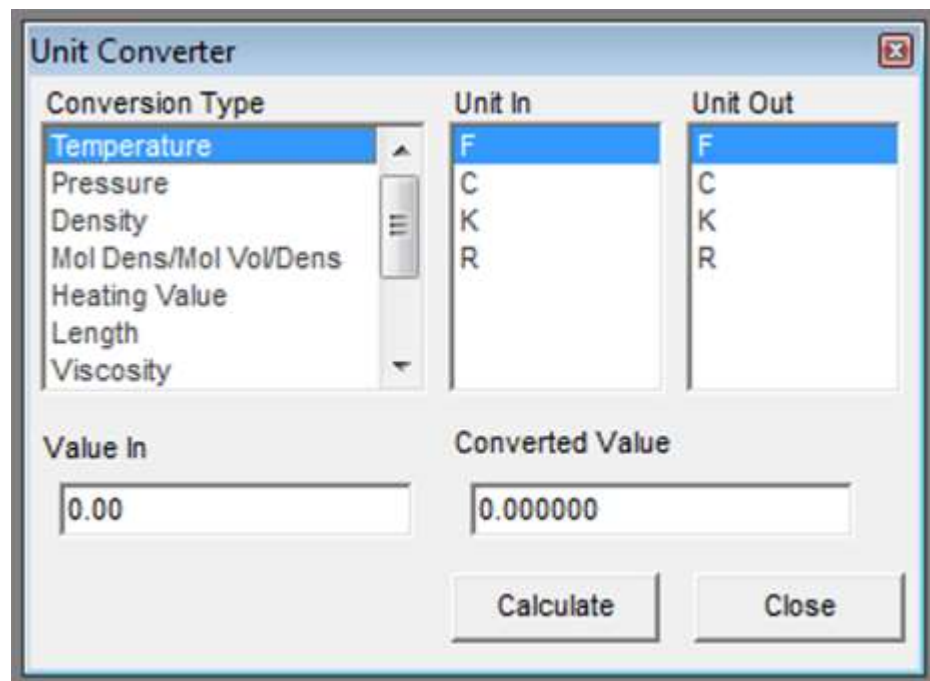 Unit Converter
Conversion Type
Temperature
Pressure
Density
Mol Dens/Mol Vol/Dens
Heating Value
Length
Viscosity
Unit In
F
C
K
R
Unit Out
F
C
K
R
Value In
0.00
Converted Value
0.000000
Calculate
Close